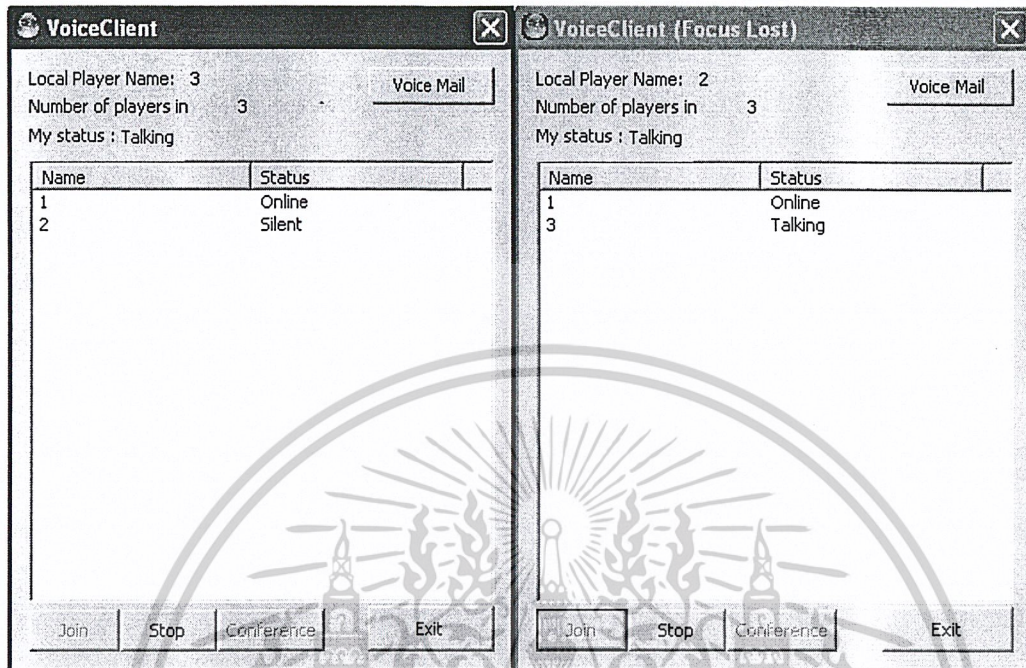 VoiceClient
Local Player Name: 3
Voice Mail
Number of players in 3
My status : Talking
Name Status
1 Online
2 Silent
Join Stop Conference Exit
VoiceClient (Focus Lost)
Local Player Name: 2
Voice Mail
Number of players in 3
My status : Talking
Name Status
1 Online
3 Talking
Join Stop Conference Exit